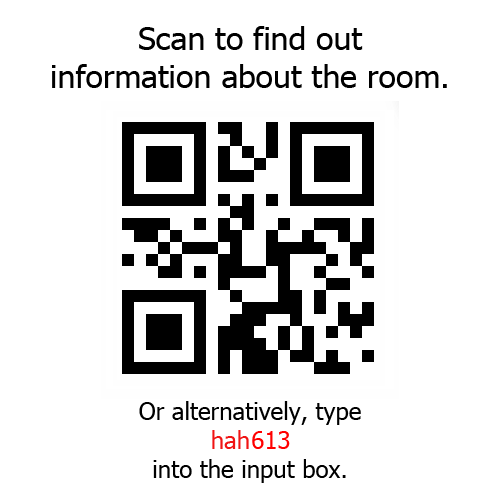 Scan to find out
information about the room.
Or alternatively, type
hah613
into the input box.